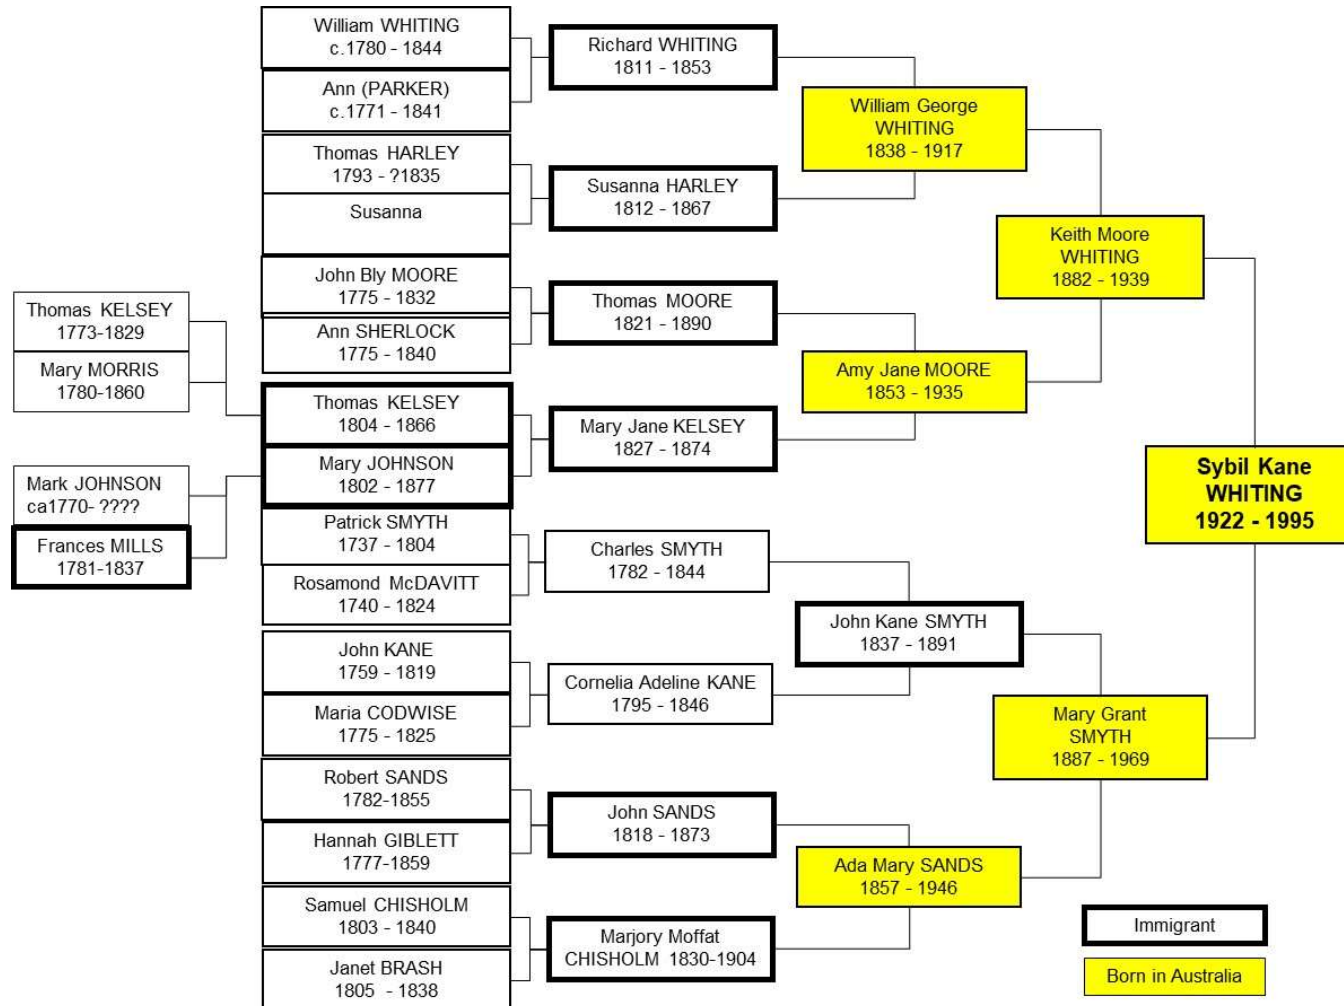 William WHITING
c.1780 - 1844
Ann (PARKER)
c.1771 - 1841
Thomas HARLEY
1793 - ?1835
Susanna
John Bly MOORE
1775 - 1832
Ann SHERLOCK
1775 - 1840
Thomas KELSEY
1773-1829
Mary MORRIS
1780-1860
Thomas KELSEY
1804 - 1866
Mary JOHNSON
1802 - 1877
Mark JOHNSON
ca1770- ????
Frances MILLS
1781-1837
Patrick SMYTH
1737 - 1804
Rosamond McDAVITT
1740 - 1824
John KANE
1759 - 1819
Maria CODWISE
1775 - 1825
Robert SANDS
1782-1855
Hannah GIBLETT
1777-1859
Samuel CHISHOLM
1803 - 1840
Janet BRASH
1805 - 1838
Richard WHITING
1811 - 1853
Susanna HARLEY
1812 - 1867
Thomas MOORE
1821 - 1890
Mary Jane KELSEY
1827 - 1874
Charles SMYTH
1782 - 1844
Cornelia Adeline KANE
1795 - 1846
John SANDS
1818 - 1873
Marjory Moffat
CHISHOLM 1830-1904
William George
WHITING
1838 - 1917
Amy Jane MOORE
1853 - 1935
John Kane SMYTH
1837 - 1891
Ada Mary SANDS
1857 - 1946
Keith Moore
WHITING
1882 - 1939
Mary Grant
SMYTH
1887 - 1969
Sybil Kane
WHITING
1922 - 1995
Immigrant
Born in Australia